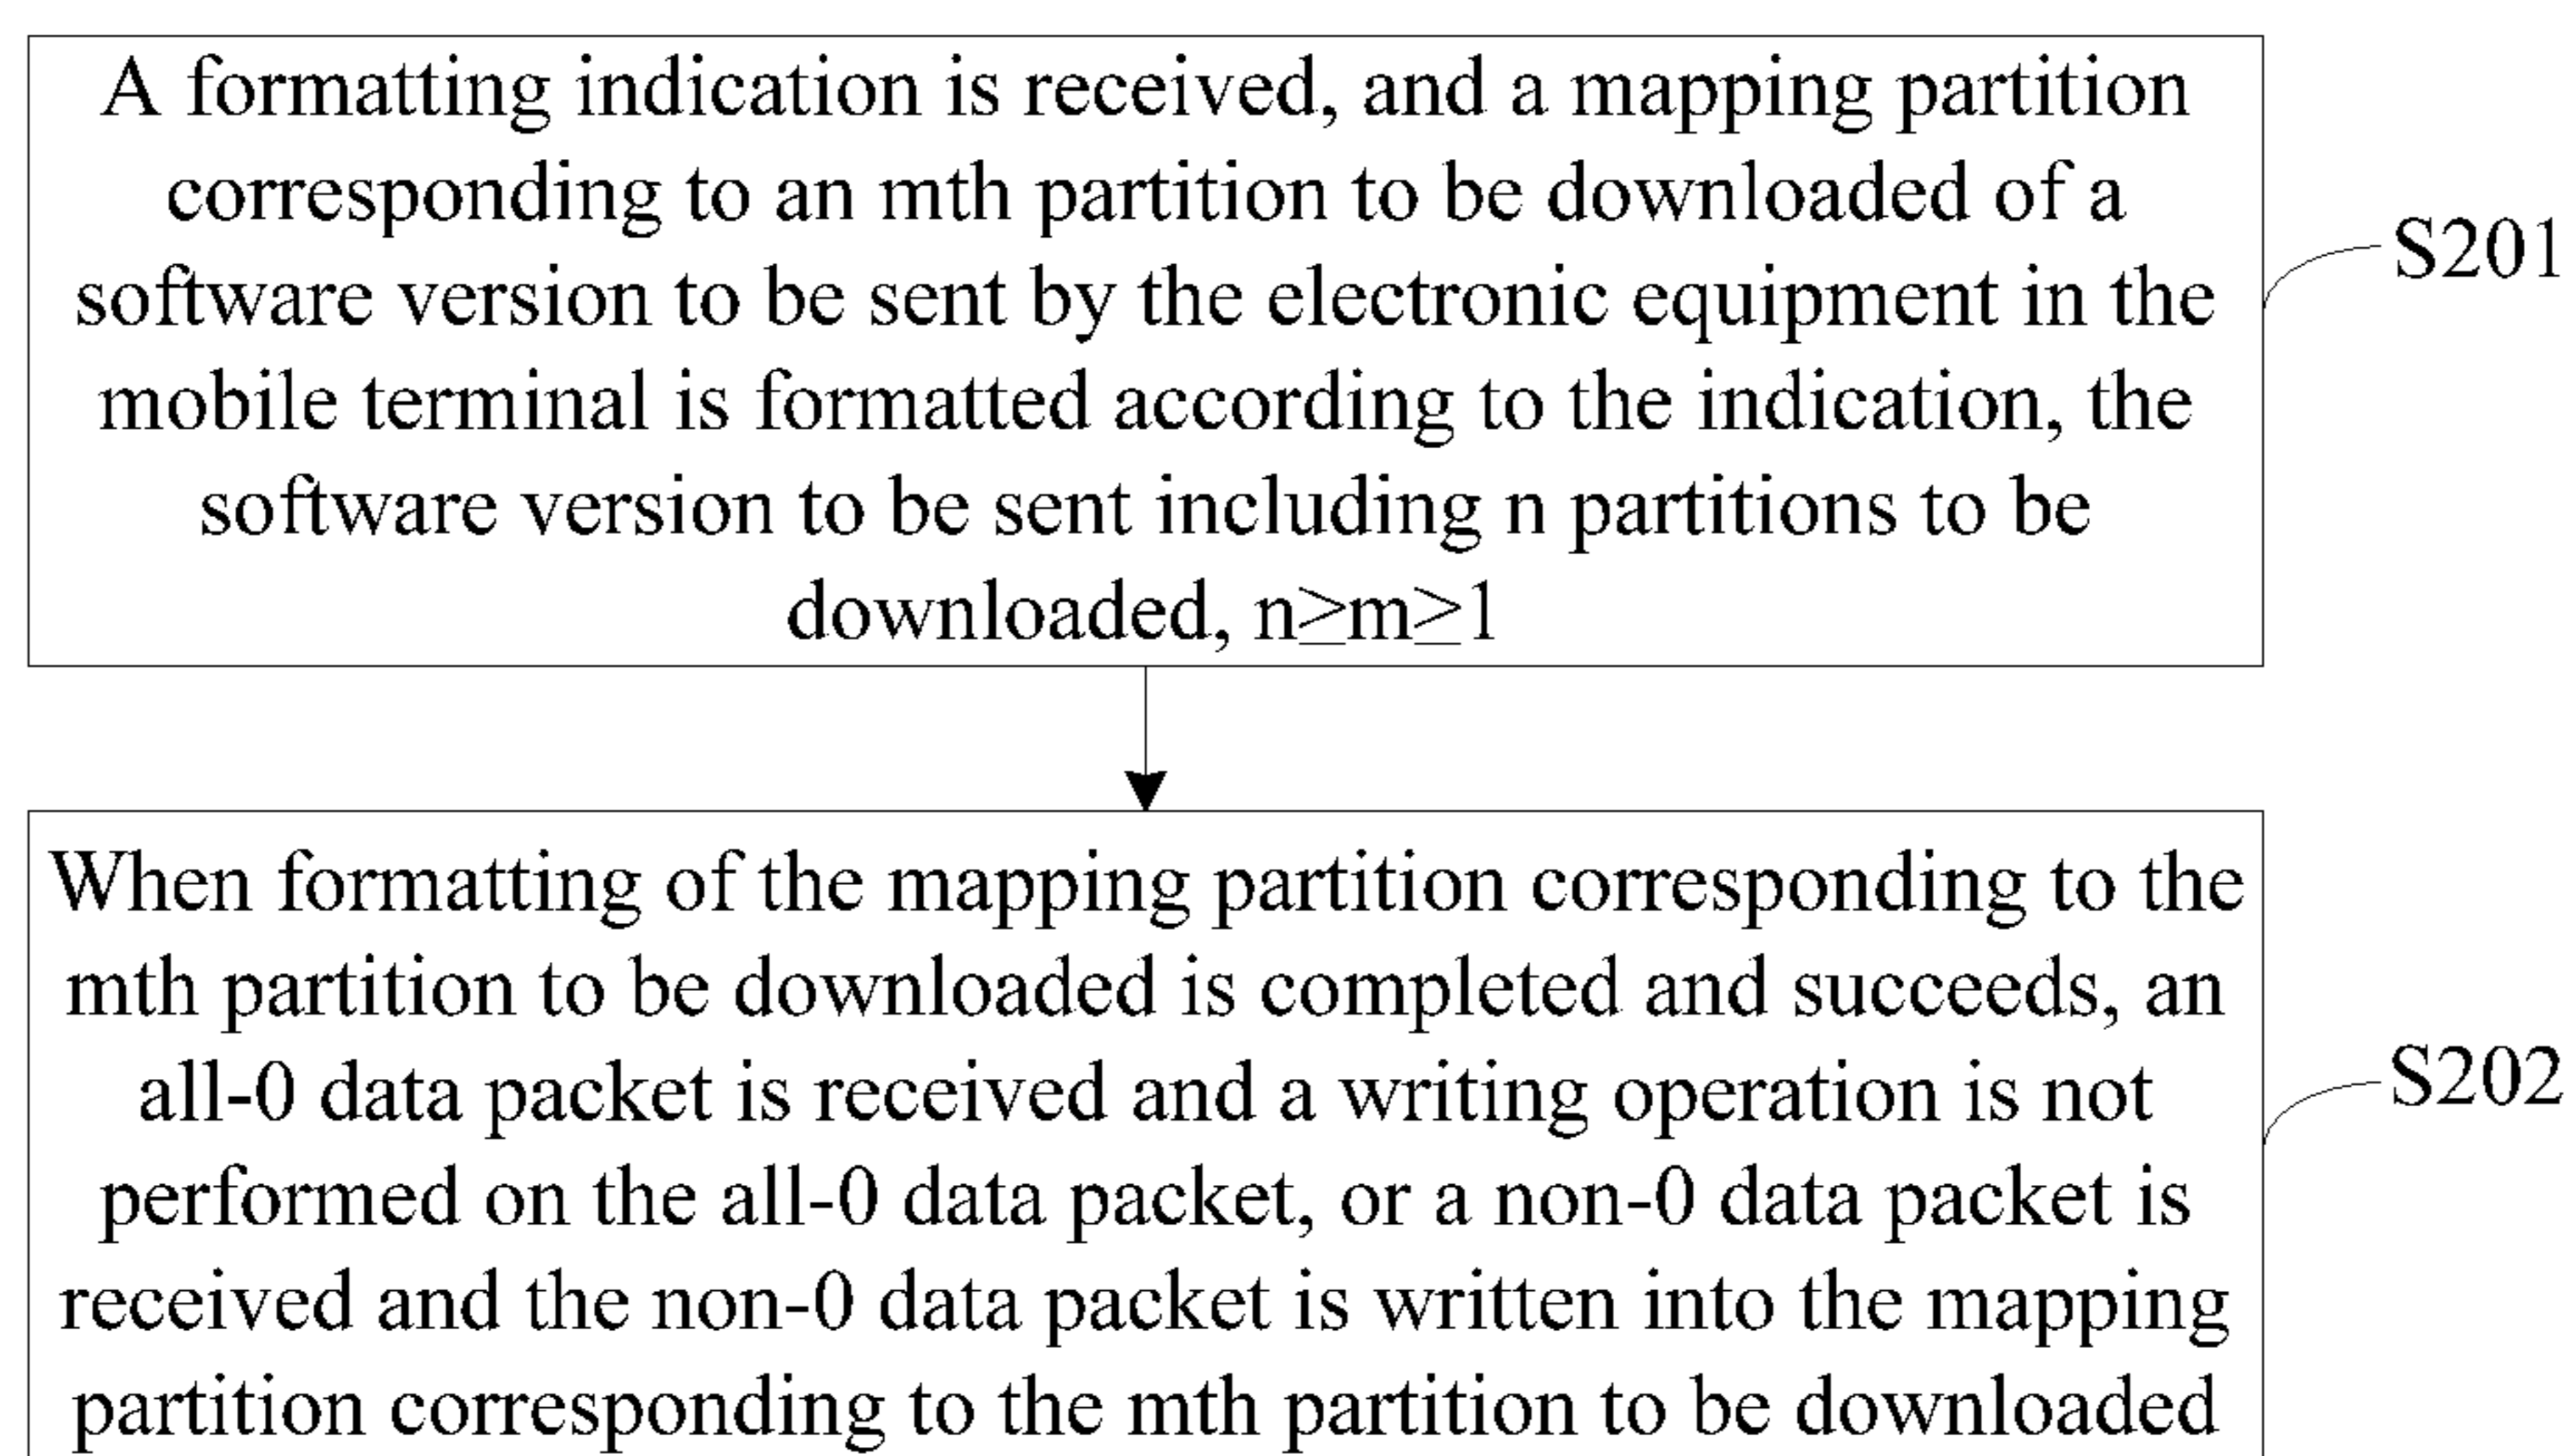 A formatting indication is received, and a mapping partition
corresponding to an mth partition to be downloaded of a
software version to be sent by the electronic equipment in the
mobile terminal is formatted according to the indication, the
software version to be sent including n partitions to be
downloaded, n≥m≥1
S201
When formatting of the mapping partition corresponding to the
mth partition to be downloaded is completed and succeeds, an
all-0 data packet is received and a writing operation is not
performed on the all-0 data packet, or a non-0 data packet is
received and the non-0 data packet is written into the mapping
partition corresponding to the mth partition to be downloaded
S202